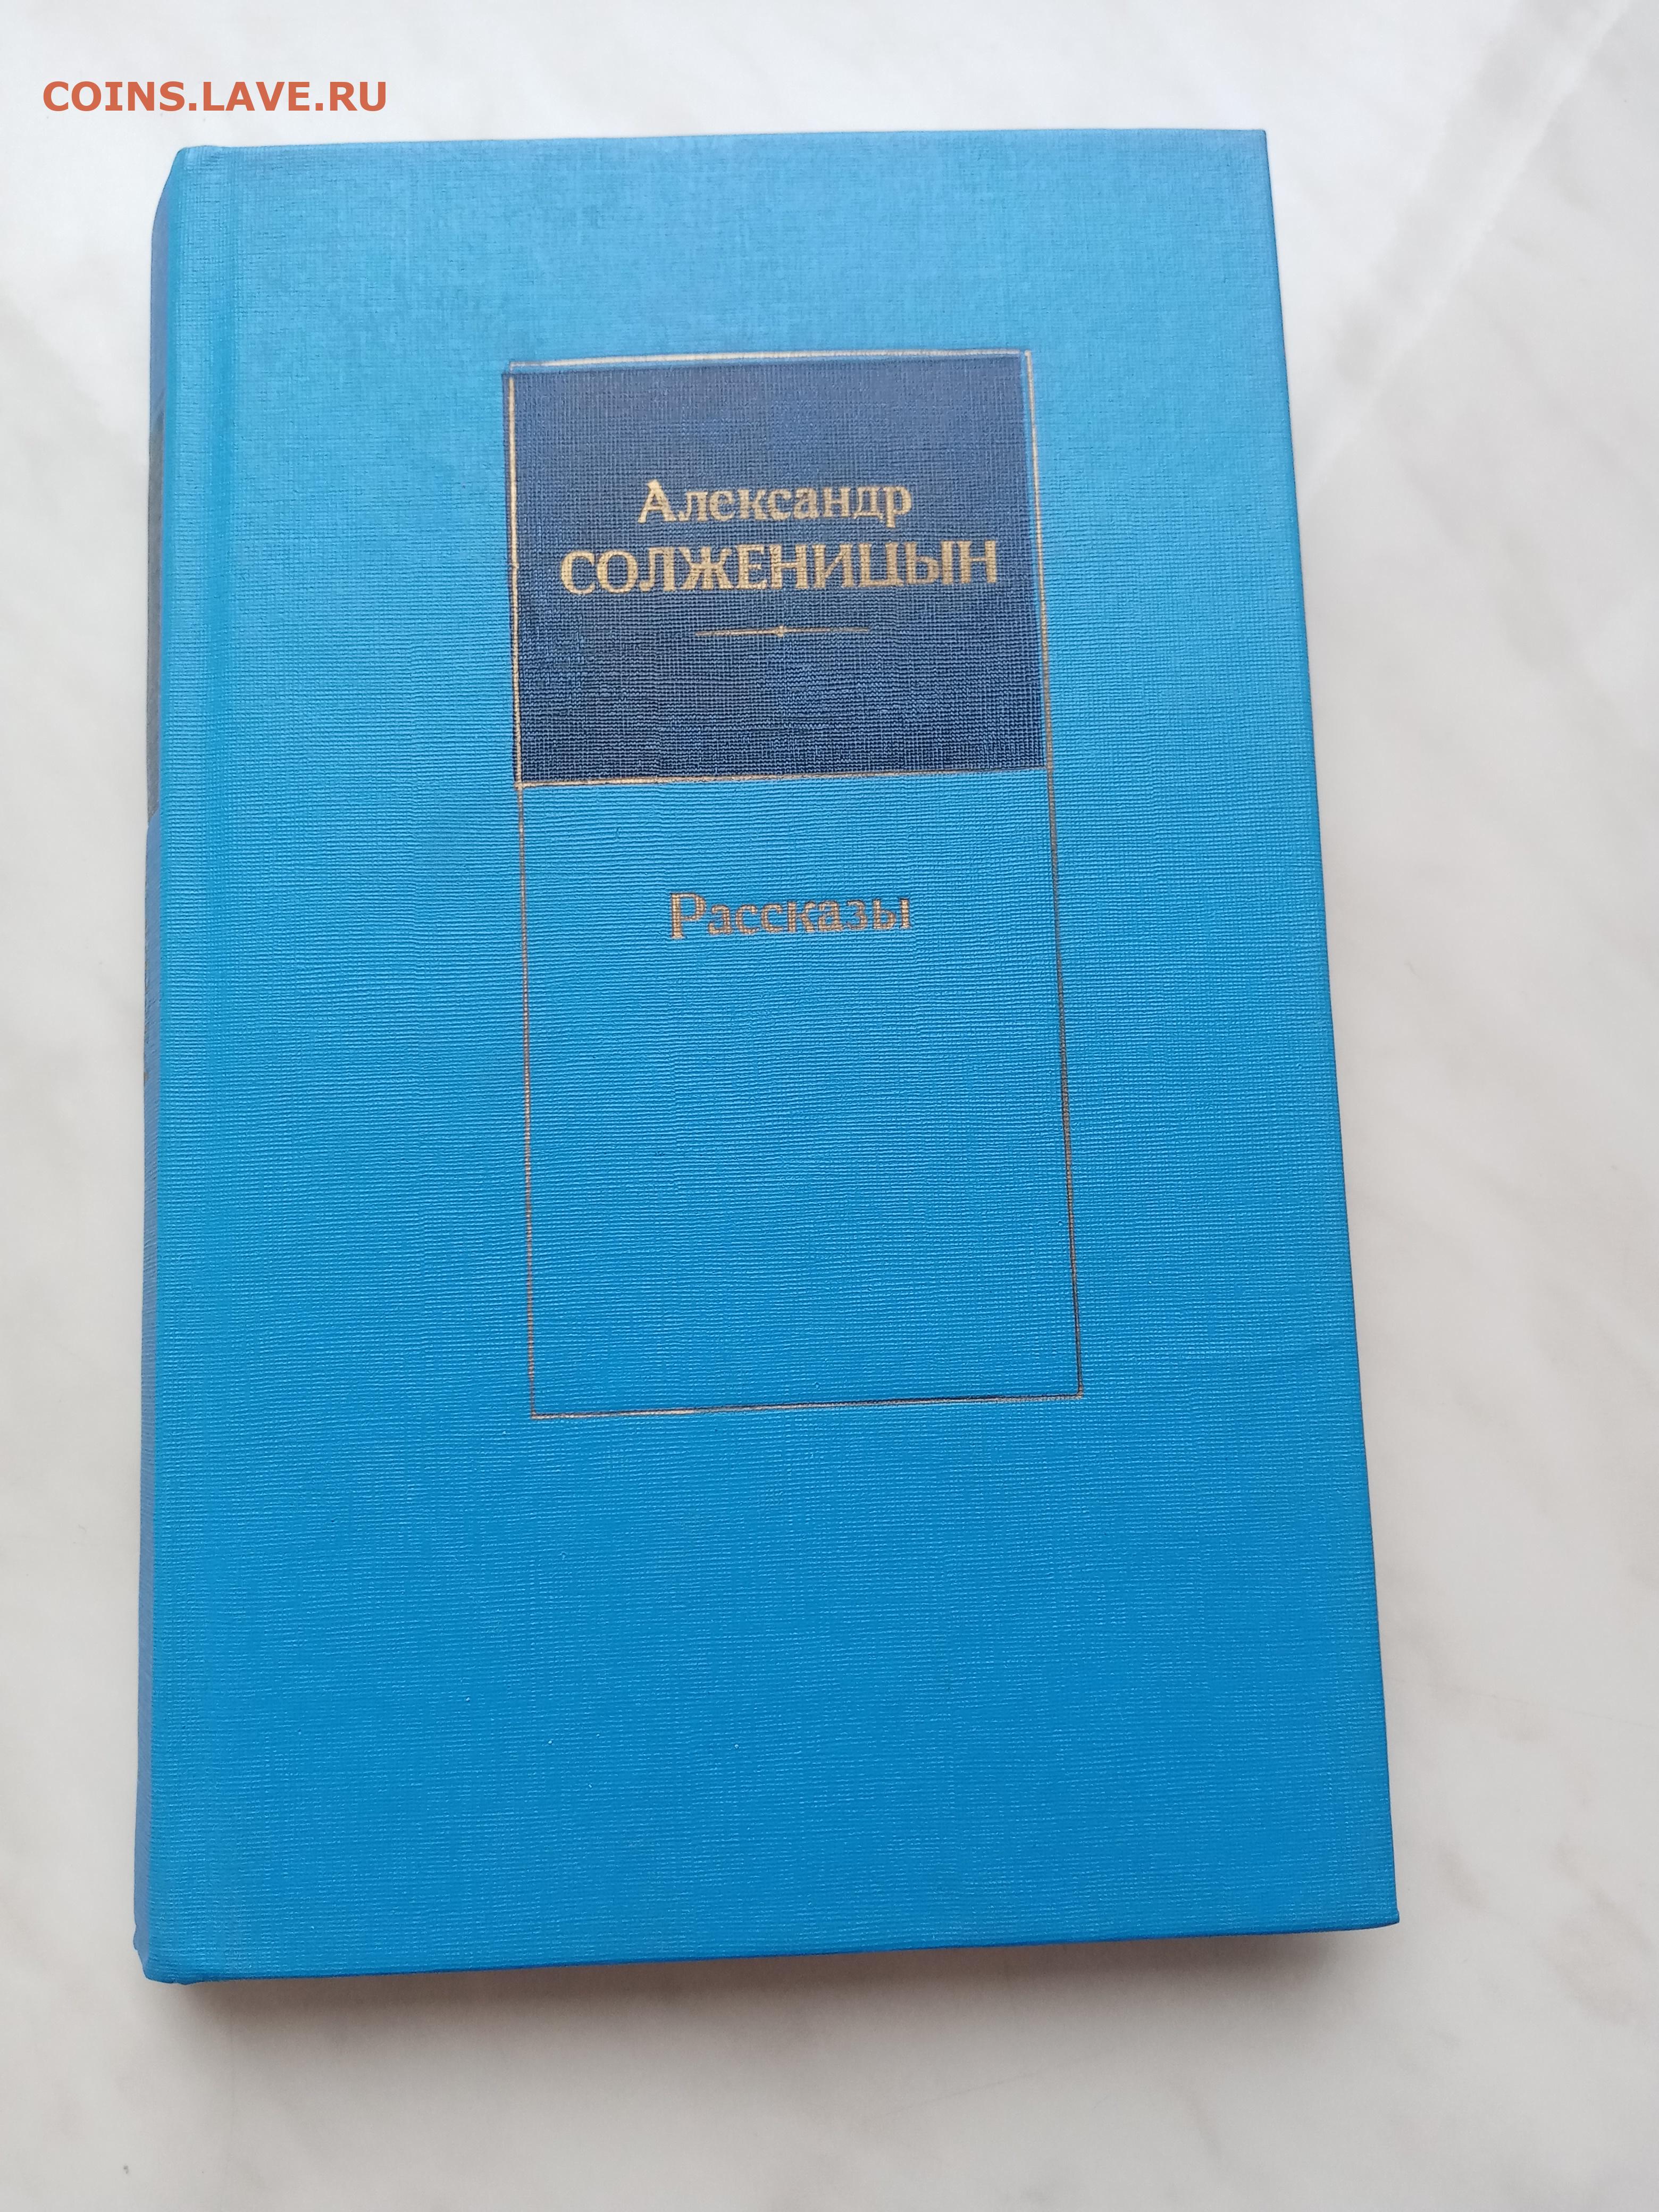 COINS.LAVE.RU
Александр
СОЛЖЕНИЦЫН
Рассказы